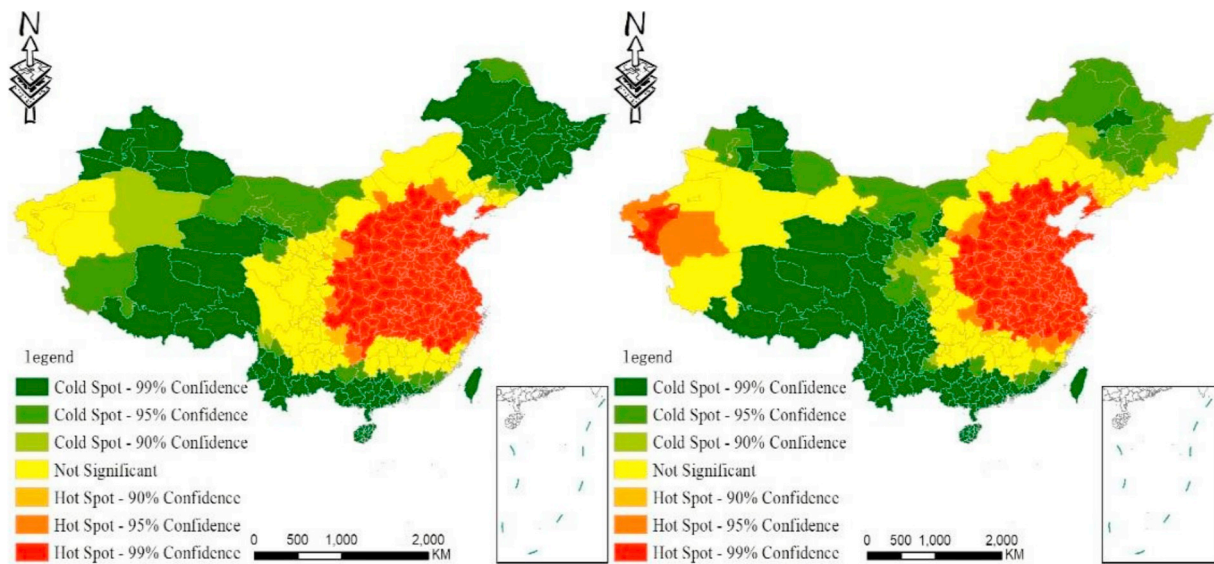 N
legend
Cold Spot - 99% Confidence
Cold Spot - 95% Confidence
Cold Spot - 90% Confidence
Not Significant
Hot Spot - 90% Confidence
Hot Spot - 95% Confidence
Hot Spot - 99% Confidence
0 500 1,000 2,000
KM
N
legend
Cold Spot - 99% Confidence
Cold Spot - 95% Confidence
Cold Spot - 90% Confidence
Not Significant
Hot Spot - 90% Confidence
Hot Spot - 95% Confidence
Hot Spot - 99% Confidence
0 500 1,000 2,000
KM